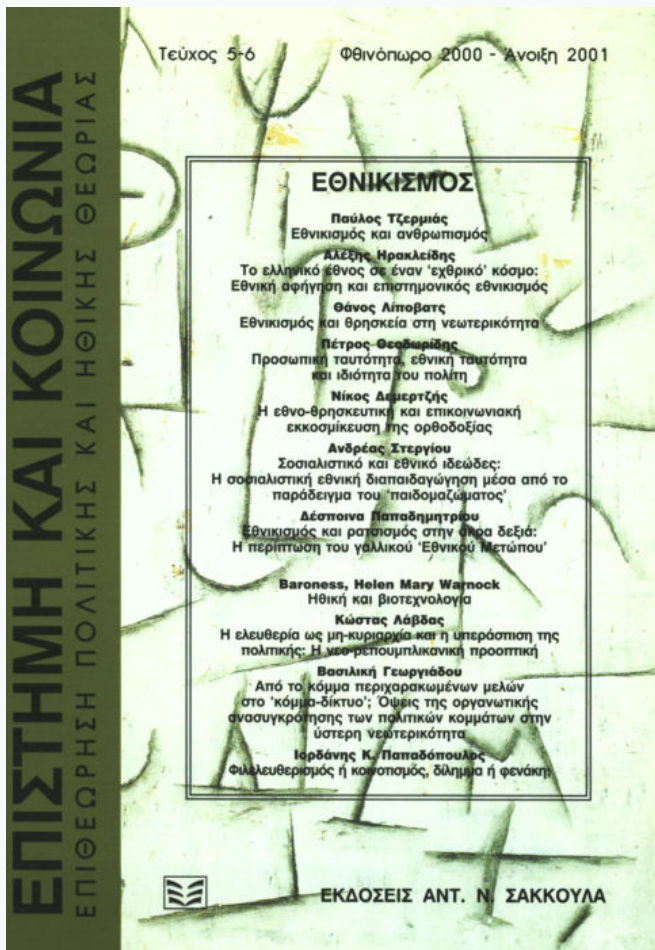 ΕΠΙΣΤΗΜΗ ΚΑΙ ΚΟΙΝΩΝΙΑ
ΕΠΙΘΕΩΡΗΣΗ ΠΟΛΙΤΙΚΗΣ ΚΑΙ ΗΘΙΚΗΣ ΘΕΩΡΙΑΣ
Τεύχος 5-6 Φθινόπωρο 2000 - Άνοιξη 2001
ΕΘΝΙΚΙΣΜΟΣ
Παύλος Τζερμιάς
Εθνικισμός και ανθρωπισμός
Αλέξης Ηρακλείδης
Το ελληνικό έθνος σε έναν ‘εχθρικό’ κόσμο:
Εθνική αφήγηση και επιστημονικός εθνικισμός
Θάνος Λίποβατς
Εθνικισμός και θρησκεία στη νεωτερικότητα
Πέτρος Θεοδωρίδης
Προσωπική ταυτότητα, εθνική ταυτότητα
και ιδιότητα του πολίτη
Νίκος Δεμερτζής
Η εθνο-θρησκευτική και επικοινωνιακή
εκκοσμίκευση της ορθοδοξίας
Ανδρέας Στεργίου
Σοσιαλιστικό και εθνικό ιδεώδες:
Η σοσιαλιστική εθνική διαπαιδαγώγηση μέσα από το
παράδειγμα του ‘παιδομαζώματος’
Δέσποινα Παπαδημητρίου
Εθνικισμός και ρατσισμός στην άκρα δεξιά:
Η περίπτωση του γαλλικού ‘Εθνικού Μετώπου’
Baroness, Helen Mary Warnock
Ηθική και βιοτεχνολογία
Κώστας Λάβδας
Η ελευθερία ως μη-κυριαρχία και η υπεράσπιση της
πολιτικής: Η νεο-ρεπουμπλικανική προοπτική
Βασιλική Γεωργιάδου
Από το κόμμα περιχαρακωμένων μελών
στο ‘κόμμα-δίκτυο’; Όψεις της οργανωτικής
ανασυγκρότησης των πολιτικών κομμάτων στην
ύστερη νεωτερικότητα
Ιορδάνης Κ. Παπαδόπουλος
Φιλελευθερισμός ή κοινοτισμός, δίλημμα ή φενάκη;
ΕΚΔΟΣΕΙΣ ΑΝΤ. Ν. ΣΑΚΚΟΥΛΑ